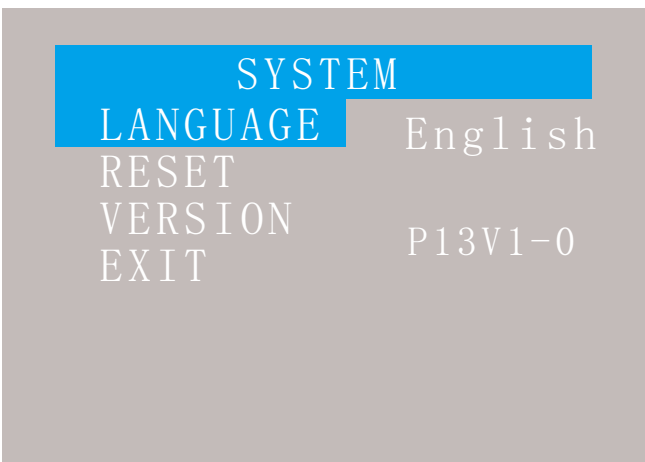 SYSTEM
LANGUAGE English
RESET
VERSION P13V1-0
EXIT